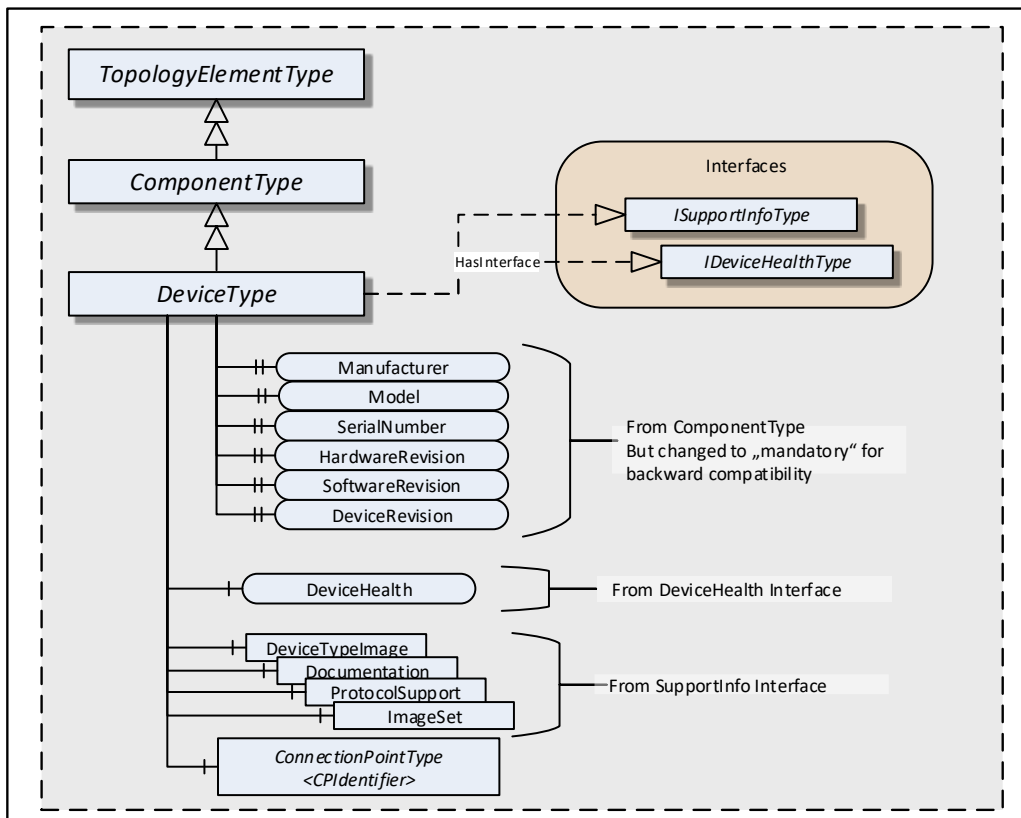 TopologyElementType
ComponentType
Interfaces
ISupportInfoType
HasInterface
IDeviceHealthType
DeviceType
Manufacturer
Model
SerialNumber
HardwareRevision
SoftwareRevision
DeviceRevision
From ComponentType
But changed to „mandatory“ for
backward compatibility
DeviceHealth
From DeviceHealth Interface
DeviceTypeImage
Documentation
ProtocolSupport
ImageSet
From SupportInfo Interface
ConnectionPointType
<CPIdentifier>